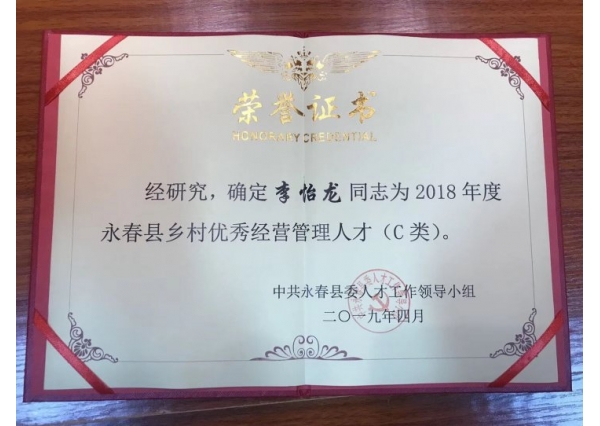 荣誉证书
HONORARY CREDENTIAL
经研究，确定李怡龙同志为2018年度
永春县乡村优秀经营管理人才（C类）。
中共永春县委人才工作领导小组
二〇一九年四月